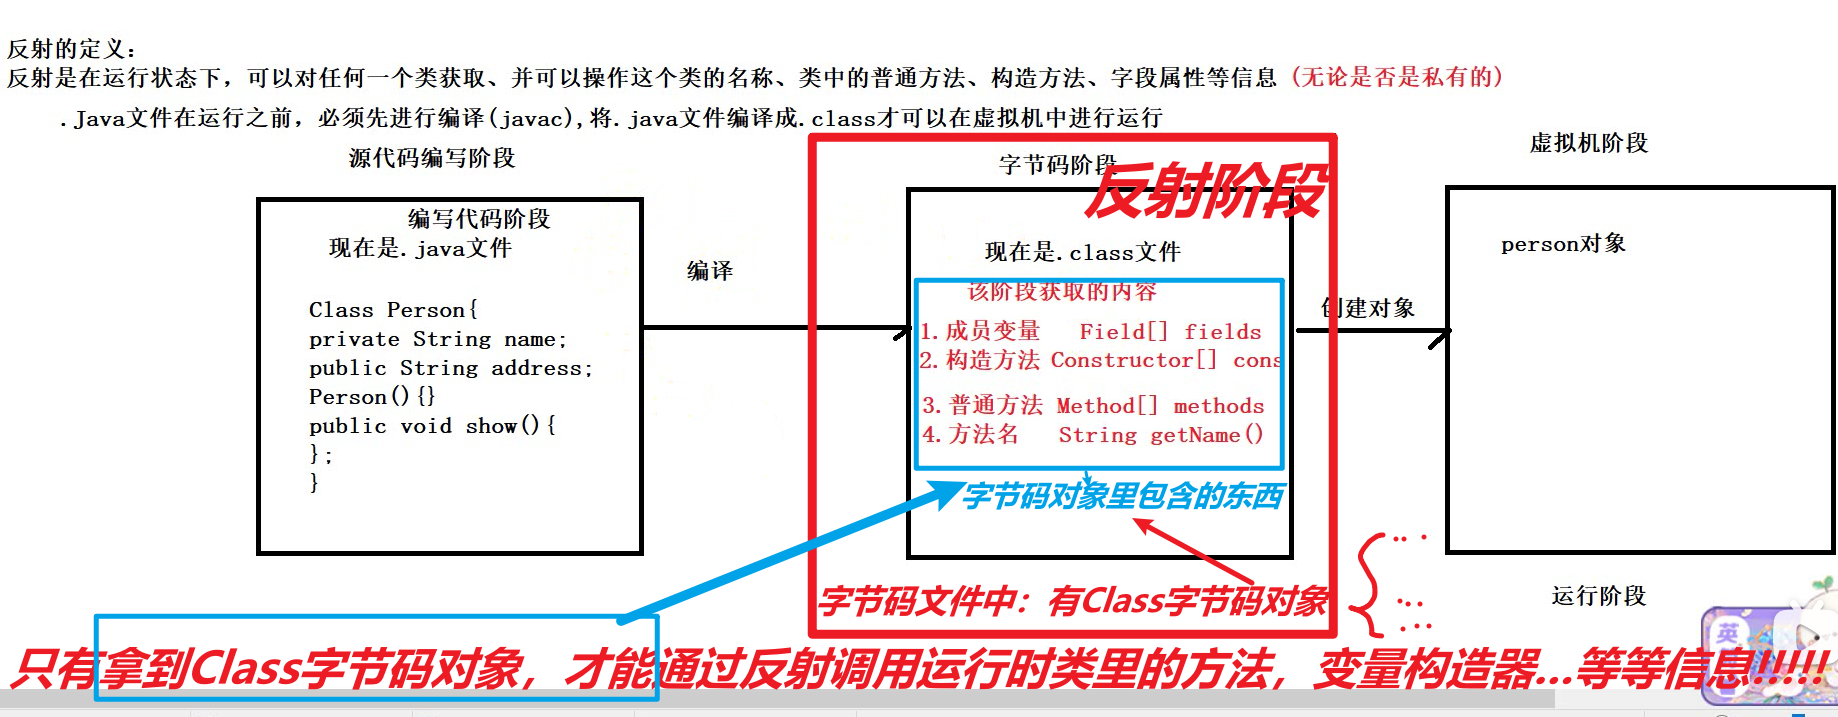 反射的定义：
反射是在运行状态下，可以对任何一个类获取、并可以操作这个类的名称、类中的普通方法、构造方法、字段属性等信息 (无论是否是私有的)
.Java文件在运行之前，必须先进行编译(javac),将.java文件编译成.class才可以在虚拟机中进行运行
源代码编写阶段
字节码阶段
虚拟机阶段
反射阶段
编写代码阶段
现在是.java文件
Class Person{
private String name;
public String address;
Person(){}
public void show(){
};
}
编译
现在是.class文件
该阶段获取的内容
1.成员变量 Field[] fields
2.构造方法 Constructor[] cons
3.普通方法 Method[] methods
4.方法名 String getName()
字节码对象里包含的东西
字节码文件中：有Class字节码对象
创建对象
person对象
运行阶段
英
只有拿到Class字节码对象，才能通过反射调用运行时类里的方法，变量构造器...等等信息!!!!!